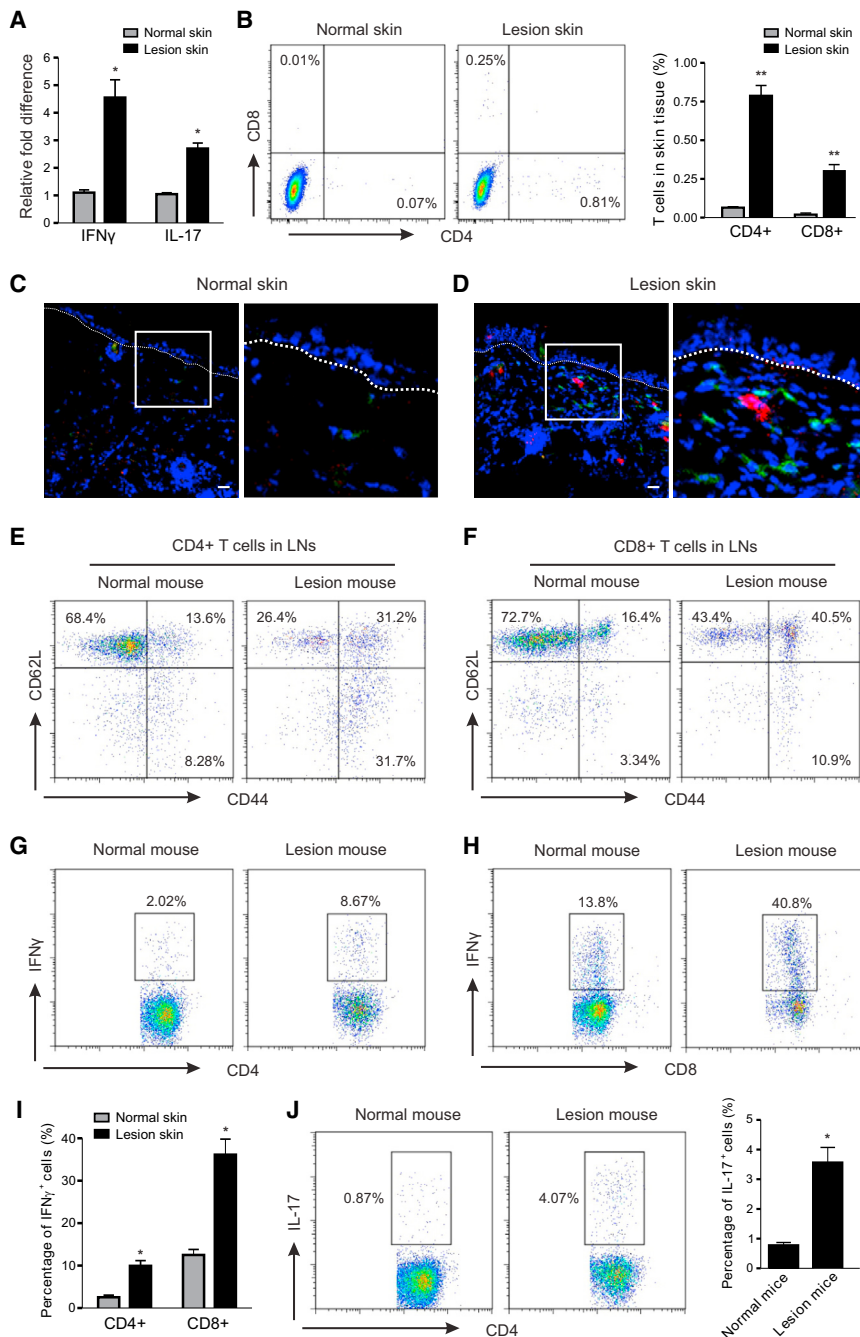 A
Normal skin
Lesion skin
Relative fold difference
6
5
4
3
2
1
0
*
*
IFNγ
IL-17
B
Normal skin
Lesion skin
0.01%
0.07%
0.25%
0.81%
CD8
CD4
Normal skin
Lesion skin
T cells in skin tissue (%)
1.00
0.75
0.50
0.25
0.00
**
**
CD4+
CD8+
C
Normal skin
D
Lesion skin
E
CD4+ T cells in LNs
Normal mouse
Lesion mouse
68.4%
13.6%
8.28%
26.4%
31.2%
31.7%
CD62L
CD44
F
CD8+ T cells in LNs
Normal mouse
Lesion mouse
72.7%
16.4%
3.34%
43.4%
40.5%
10.9%
CD62L
CD44
G
Normal mouse
Lesion mouse
2.02%
8.67%
IFNγ
CD4
H
Normal mouse
Lesion mouse
13.8%
40.8%
IFNγ
CD8
I
Normal skin
Lesion skin
Percentage of IFNγ+ cells (%)
40
30
20
10
0
*
*
CD4+
CD8+
J
Normal mouse
Lesion mouse
0.87%
4.07%
IL-17
CD4
Percentage of IL-17+ cells (%)
5
4
3
2
1
0
*
Normal mice
Lesion mice